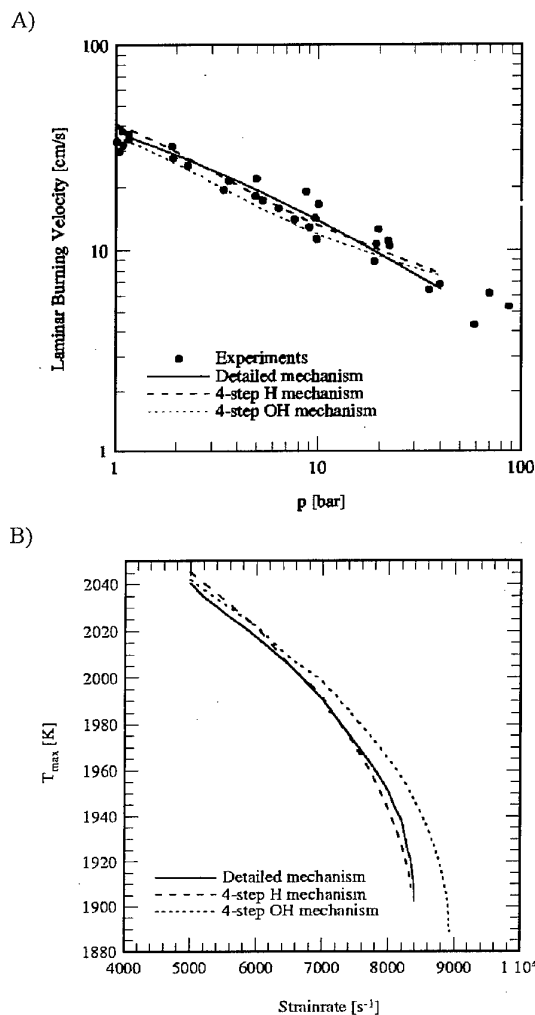 A)
100
10
1
Laminar Burning Velocity [cm/s]
Experiments
Detailed mechanism
4-step H mechanism
4-step OH mechanism
1
10
100
p [bar]
B)
2040
2020
2000
1980
1960
1940
1920
1900
1880
T_max [K]
Detailed mechanism
4-step H mechanism
4-step OH mechanism
4000
5000
6000
7000
8000
9000
1 10⁴
Strainrate [s⁻¹]